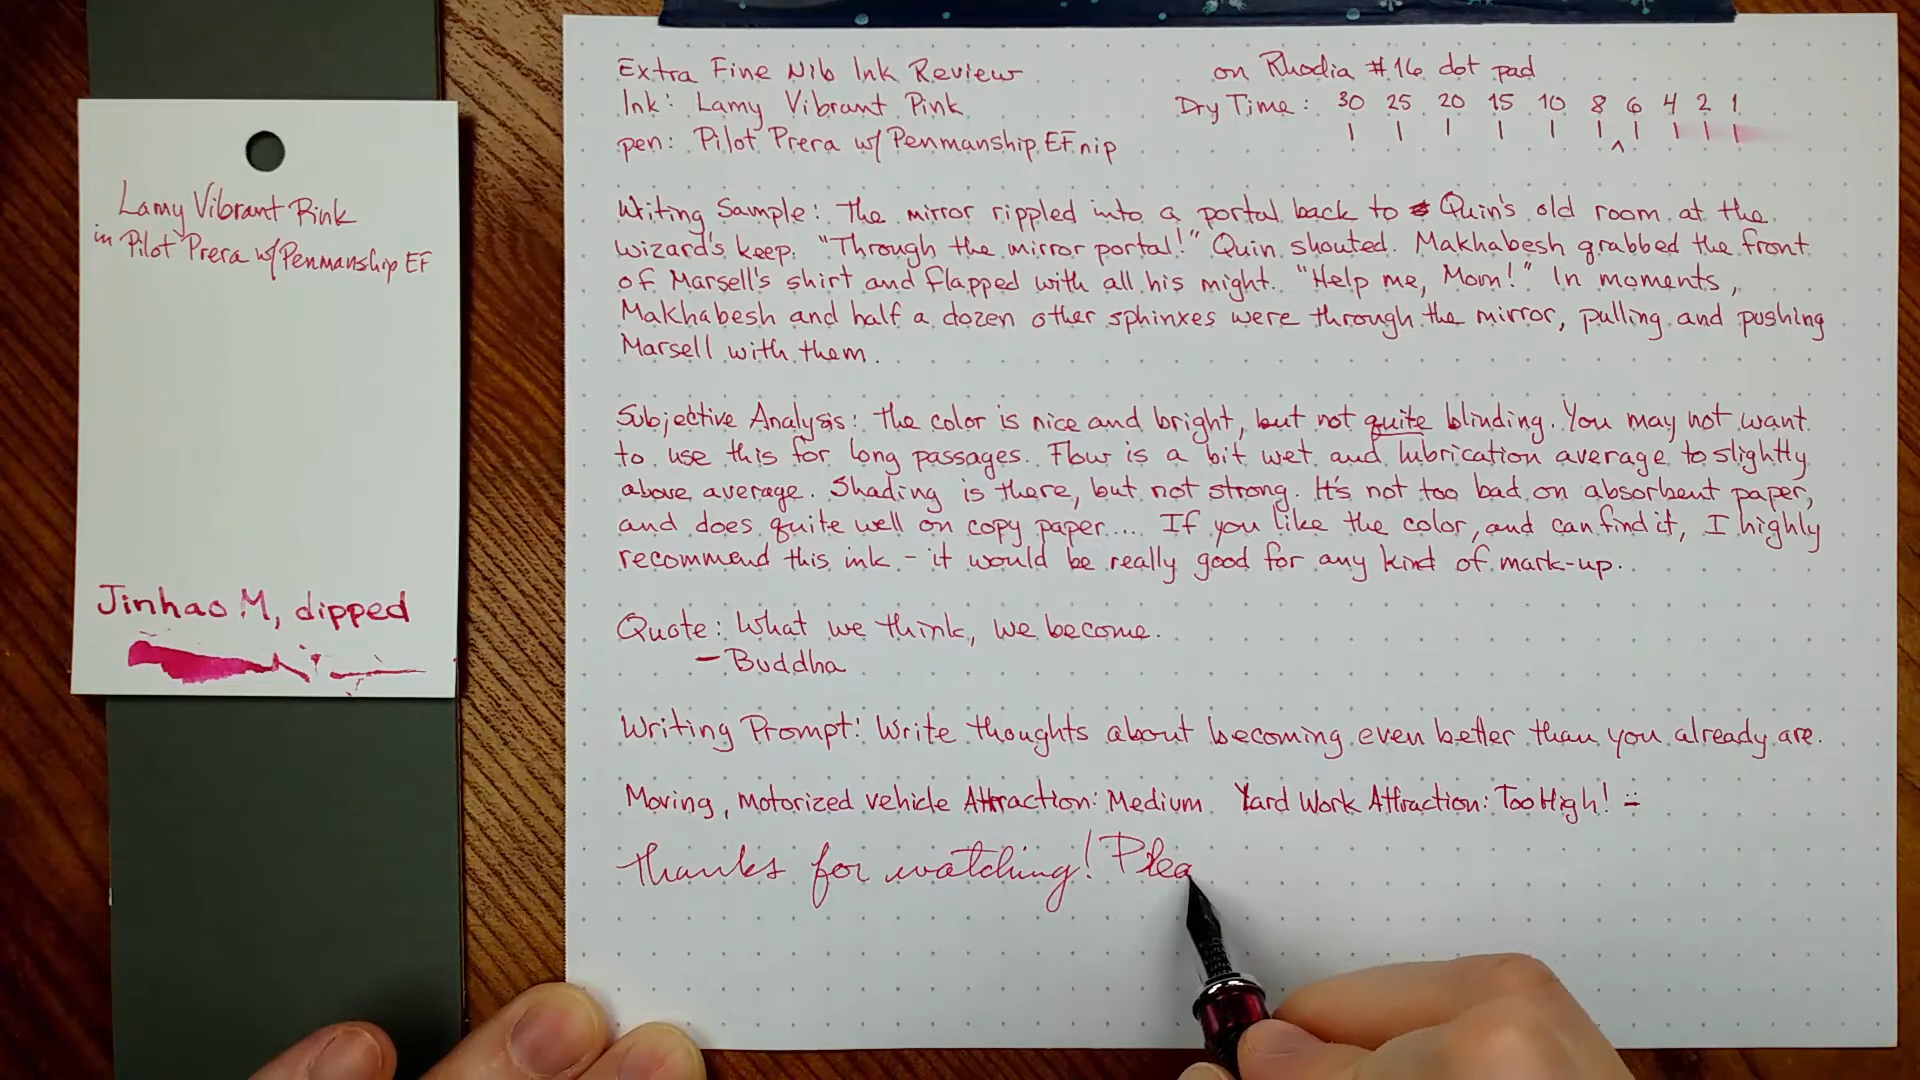 Lamy Vibrant Pink
in Pilot Prera w/ Penmanship EF
Jinhao M, dipped
Extra Fine Nib Ink Review
on Rhodia #16 dot pad
Ink: Lamy Vibrant Pink
Dry Time: 30 25 20 15 10 8 6 4 2 1
pen: Pilot Prera w/ Penmanship EF nip
Writing Sample: The mirror rippled into a portal back to Quin's old room at the
wizard's keep. "Through the mirror portal!" Quin shouted. Makhabesh grabbed the front
of Marsell's shirt and flapped with all his might. "Help me, Mom!" In moments,
Makhabesh and half a dozen other sphinxes were through the mirror, pulling and pushing
Marsell with them.
Subjective Analysis: The color is nice and bright, but not quite blinding. You may not want
to use this for long passages. Flow is a bit wet and lubrication average to slightly
above average. Shading is there, but not strong. It's not too bad on absorbent paper,
and does quite well on copy paper.... If you like the color, and can find it, I highly
recommend this ink - it would be really good for any kind of mark-up.
Quote: What we think, we become.
- Buddha
Writing Prompt: Write thoughts about becoming even better than you already are.
Moving, motorized vehicle Attraction: Medium. Yard Work Attraction: Too High!
Thanks for watching! Plea